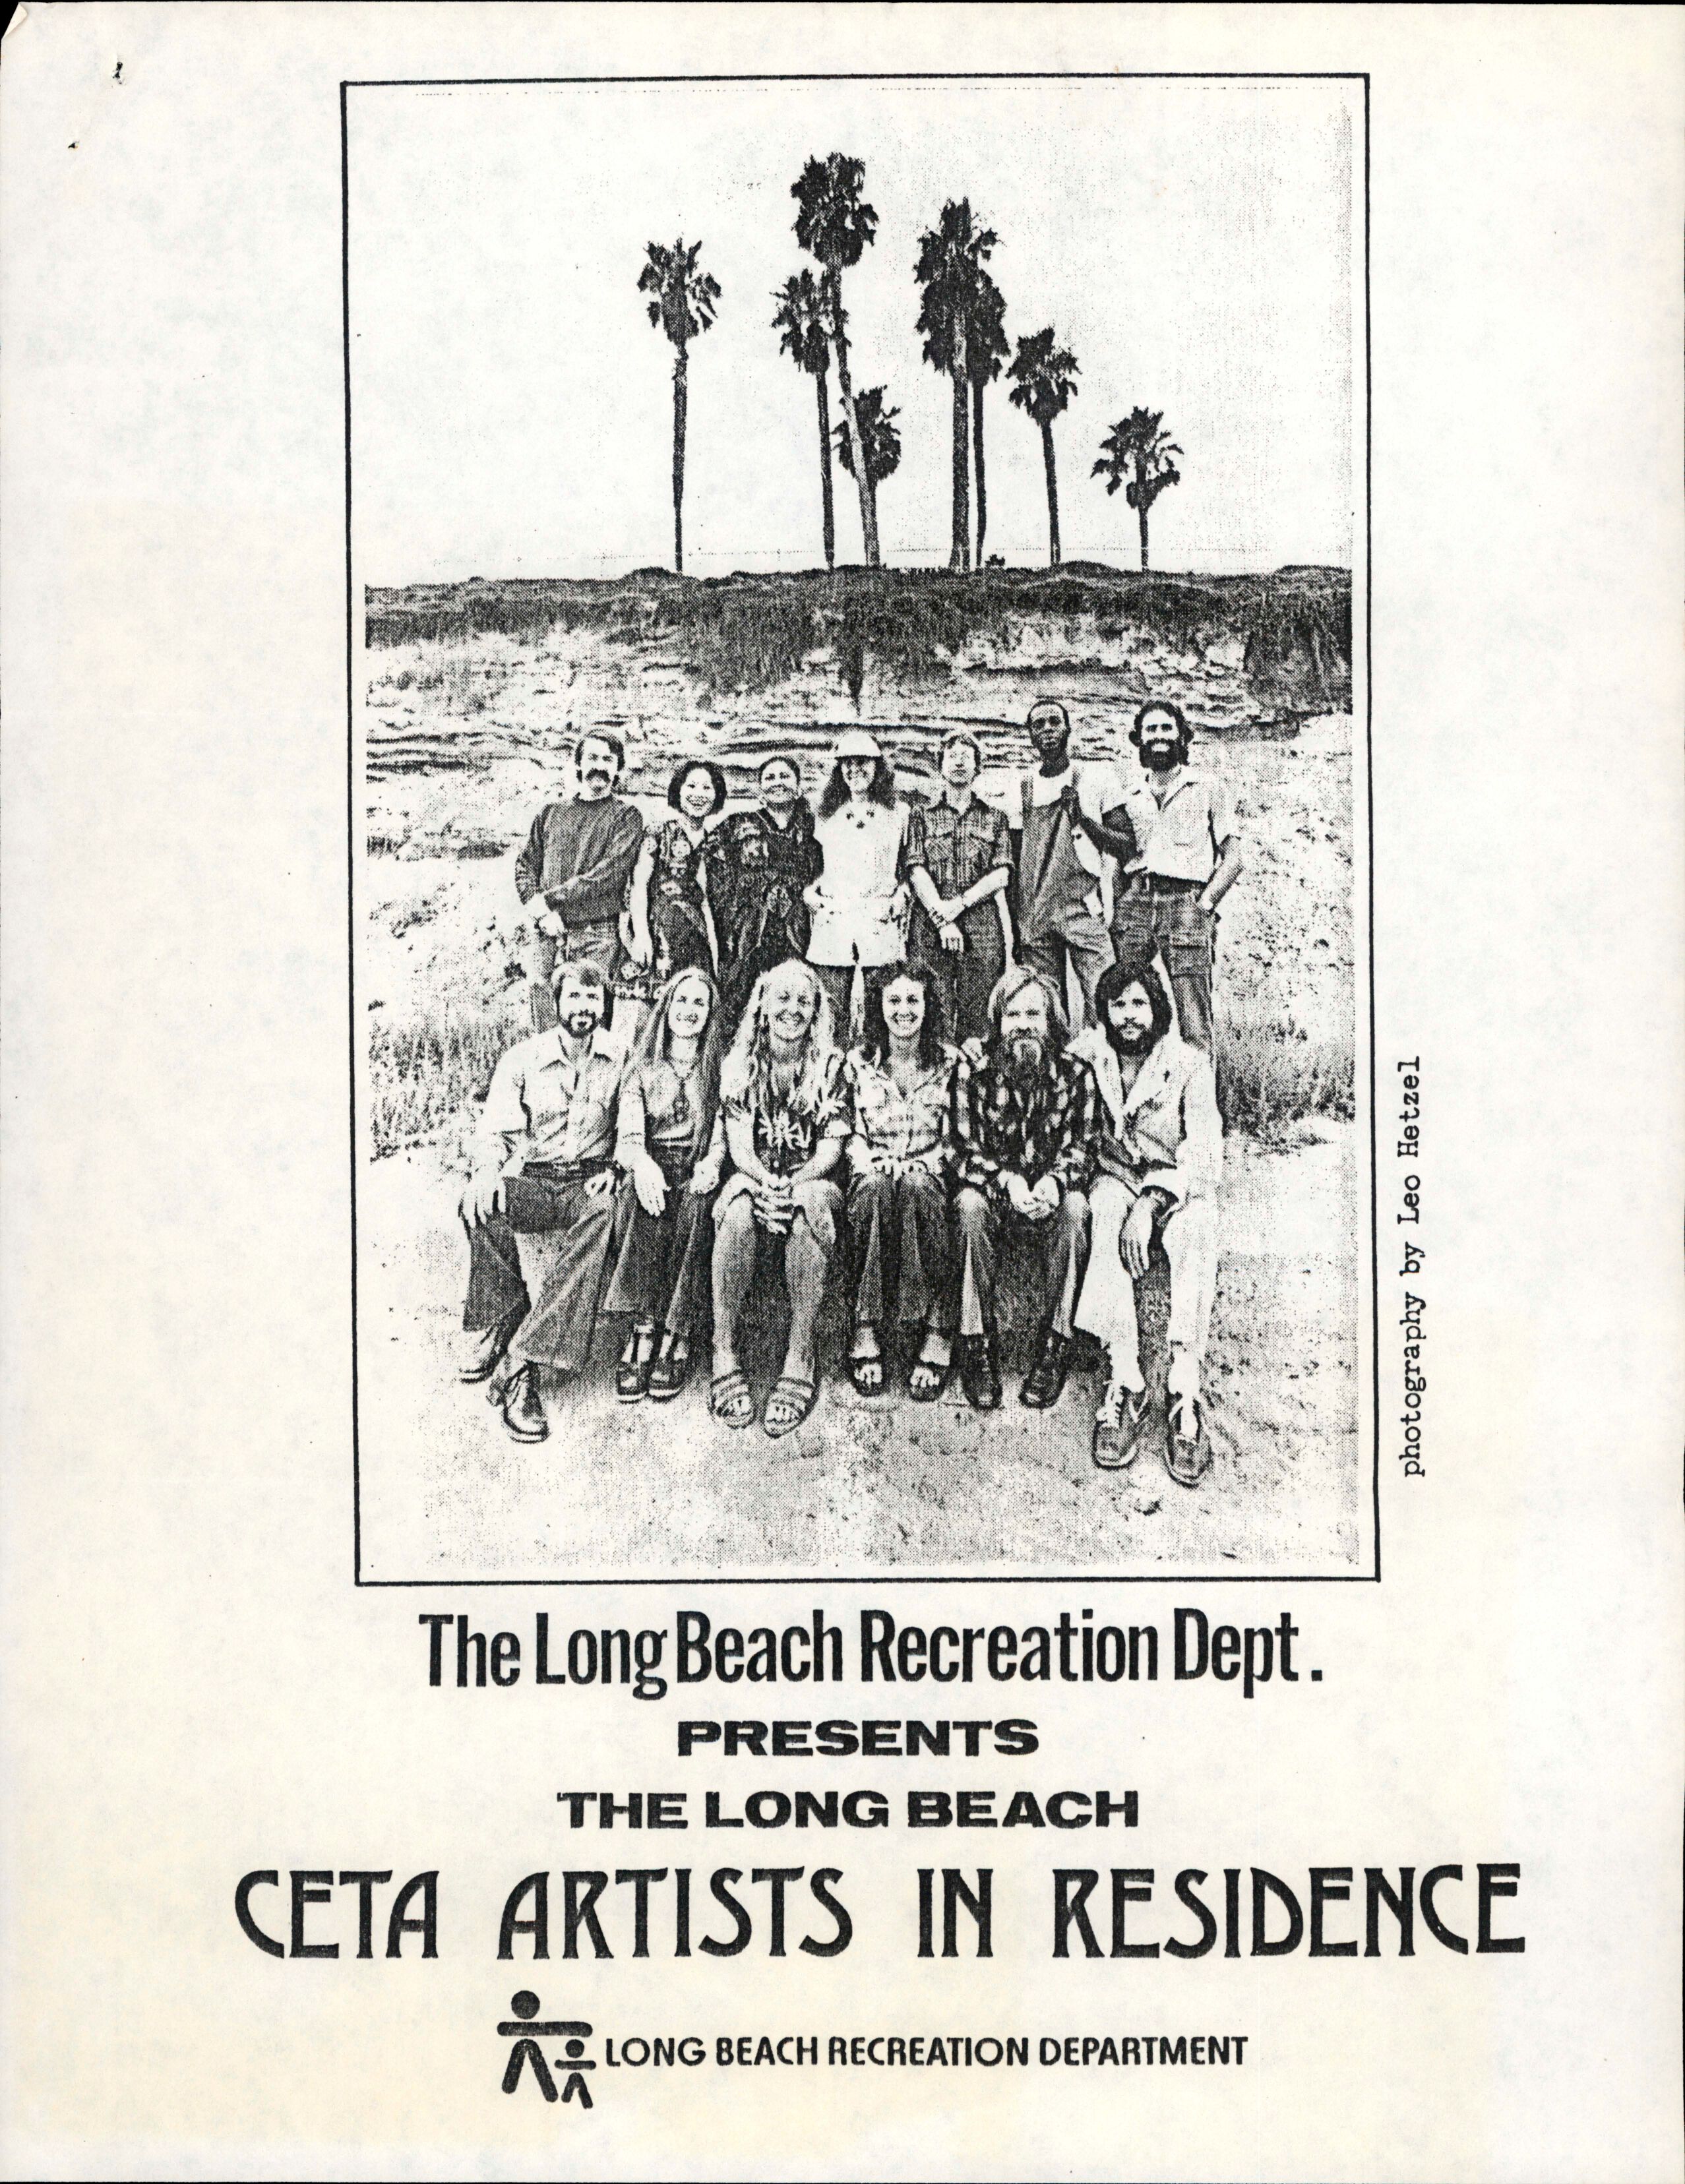 photography by Leo Hetzel
The Long Beach Recreation Dept.
PRESENTS
THE LONG BEACH
CETA ARTISTS IN RESIDENCE
LONG BEACH RECREATION DEPARTMENT